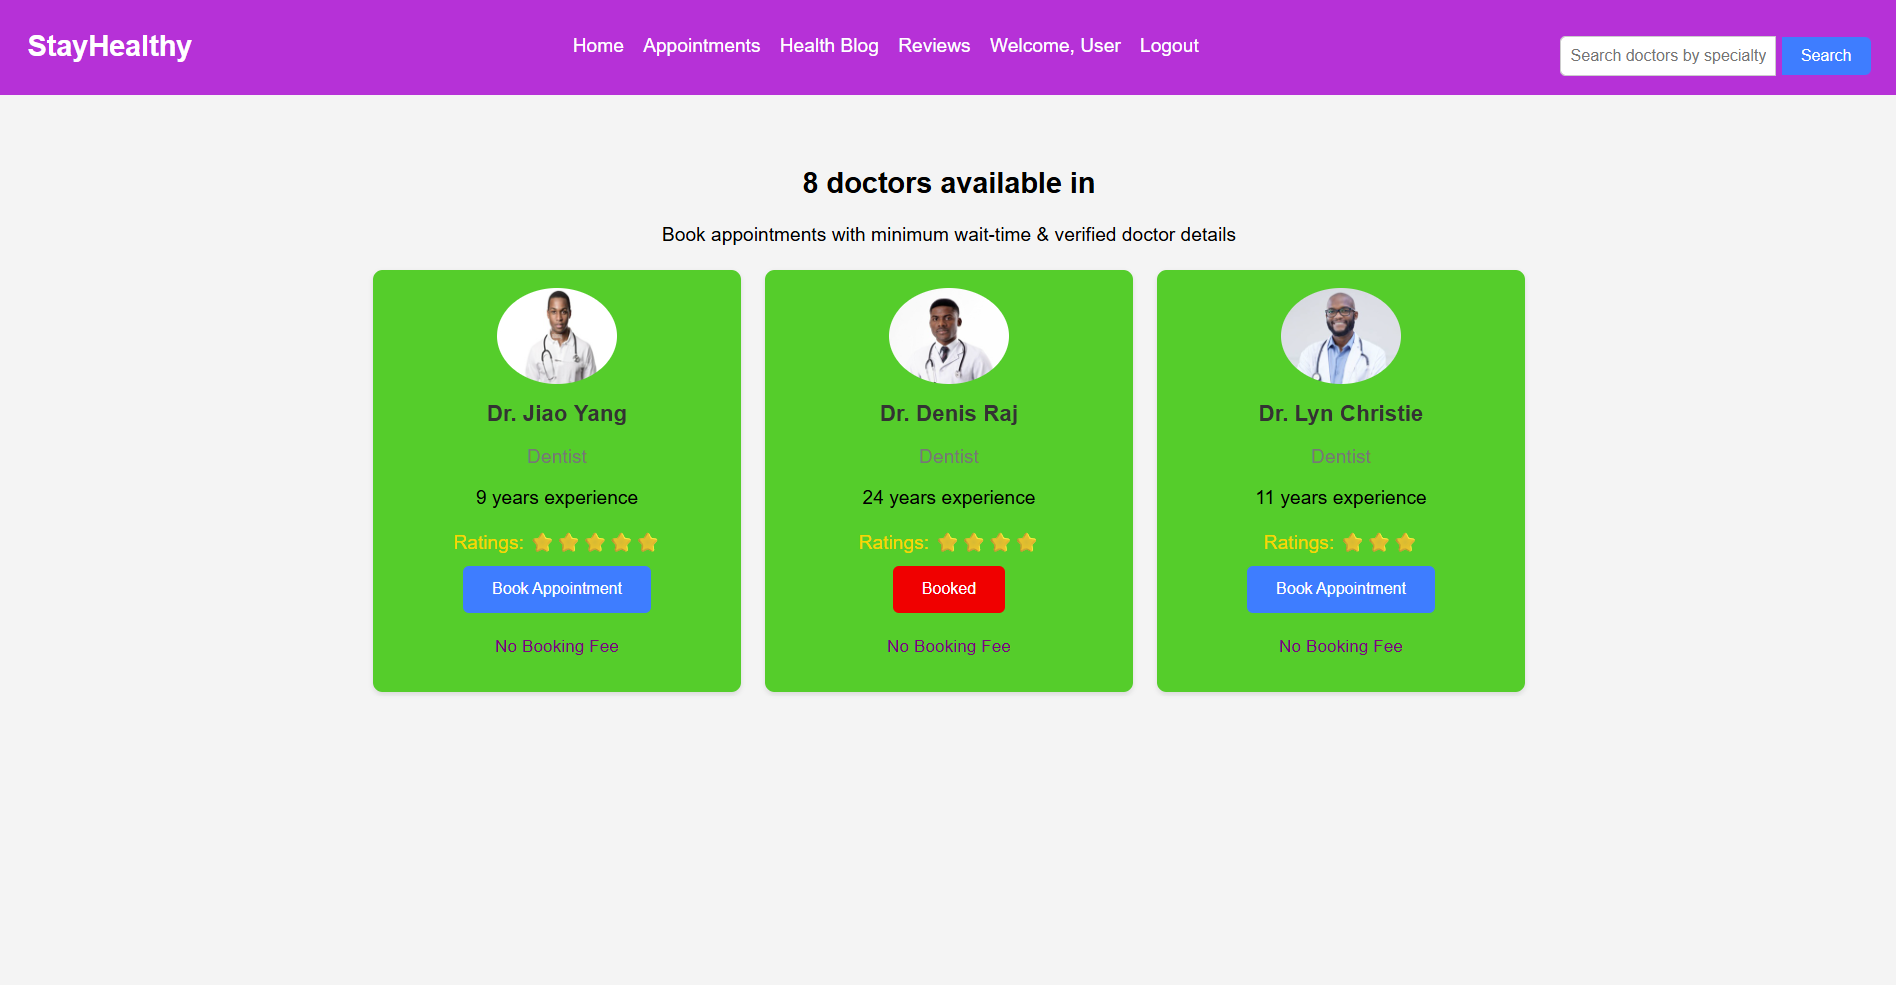 StayHealthy
Home Appointments Health Blog Reviews Welcome, User Logout
Search doctors by specialty Search
8 doctors available in
Book appointments with minimum wait-time & verified doctor details
Dr. Jiao Yang
Dentist
9 years experience
Ratings: ⭐ ⭐ ⭐ ⭐ ⭐
Book Appointment
No Booking Fee
Dr. Denis Raj
Dentist
24 years experience
Ratings: ⭐ ⭐ ⭐ ⭐
Booked
No Booking Fee
Dr. Lyn Christie
Dentist
11 years experience
Ratings: ⭐ ⭐ ⭐
Book Appointment
No Booking Fee